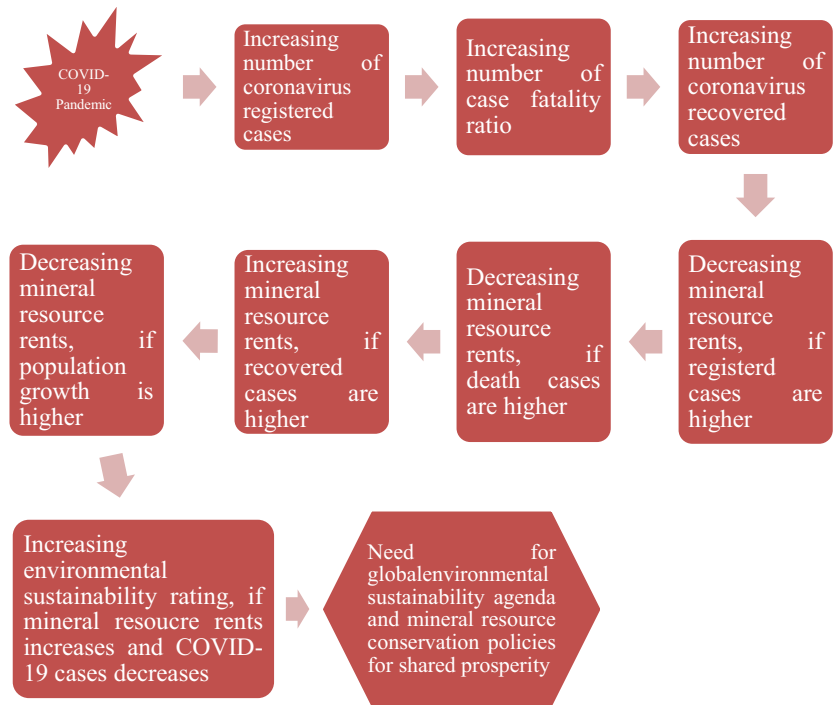 COVID-
19
Pandemic
Increasing
number of
coronavirus
registered
cases
Increasing
number of
case fatality
ratio
Increasing
number of
coronavirus
recovered
cases
Decreasing
mineral
resource
rents, if
registerd
cases are
higher
Decreasing
mineral
resource
rents, if
death cases
are higher
Increasing
mineral
resource
rents, if
recovered
cases are
higher
Decreasing
mineral
resource
rents, if
population
growth is
higher
Increasing
environmental
sustainability rating, if
mineral resoucre rents
increases and COVID-
19 cases decreases
Need for
globalenvironmental
sustainability agenda
and mineral resource
conservation policies
for shared prosperity